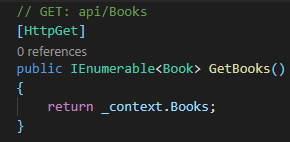 // GET: api/Books
[HttpGet]
0 references
public IEnumerable<Book> GetBooks()
{
    return _context.Books;
}